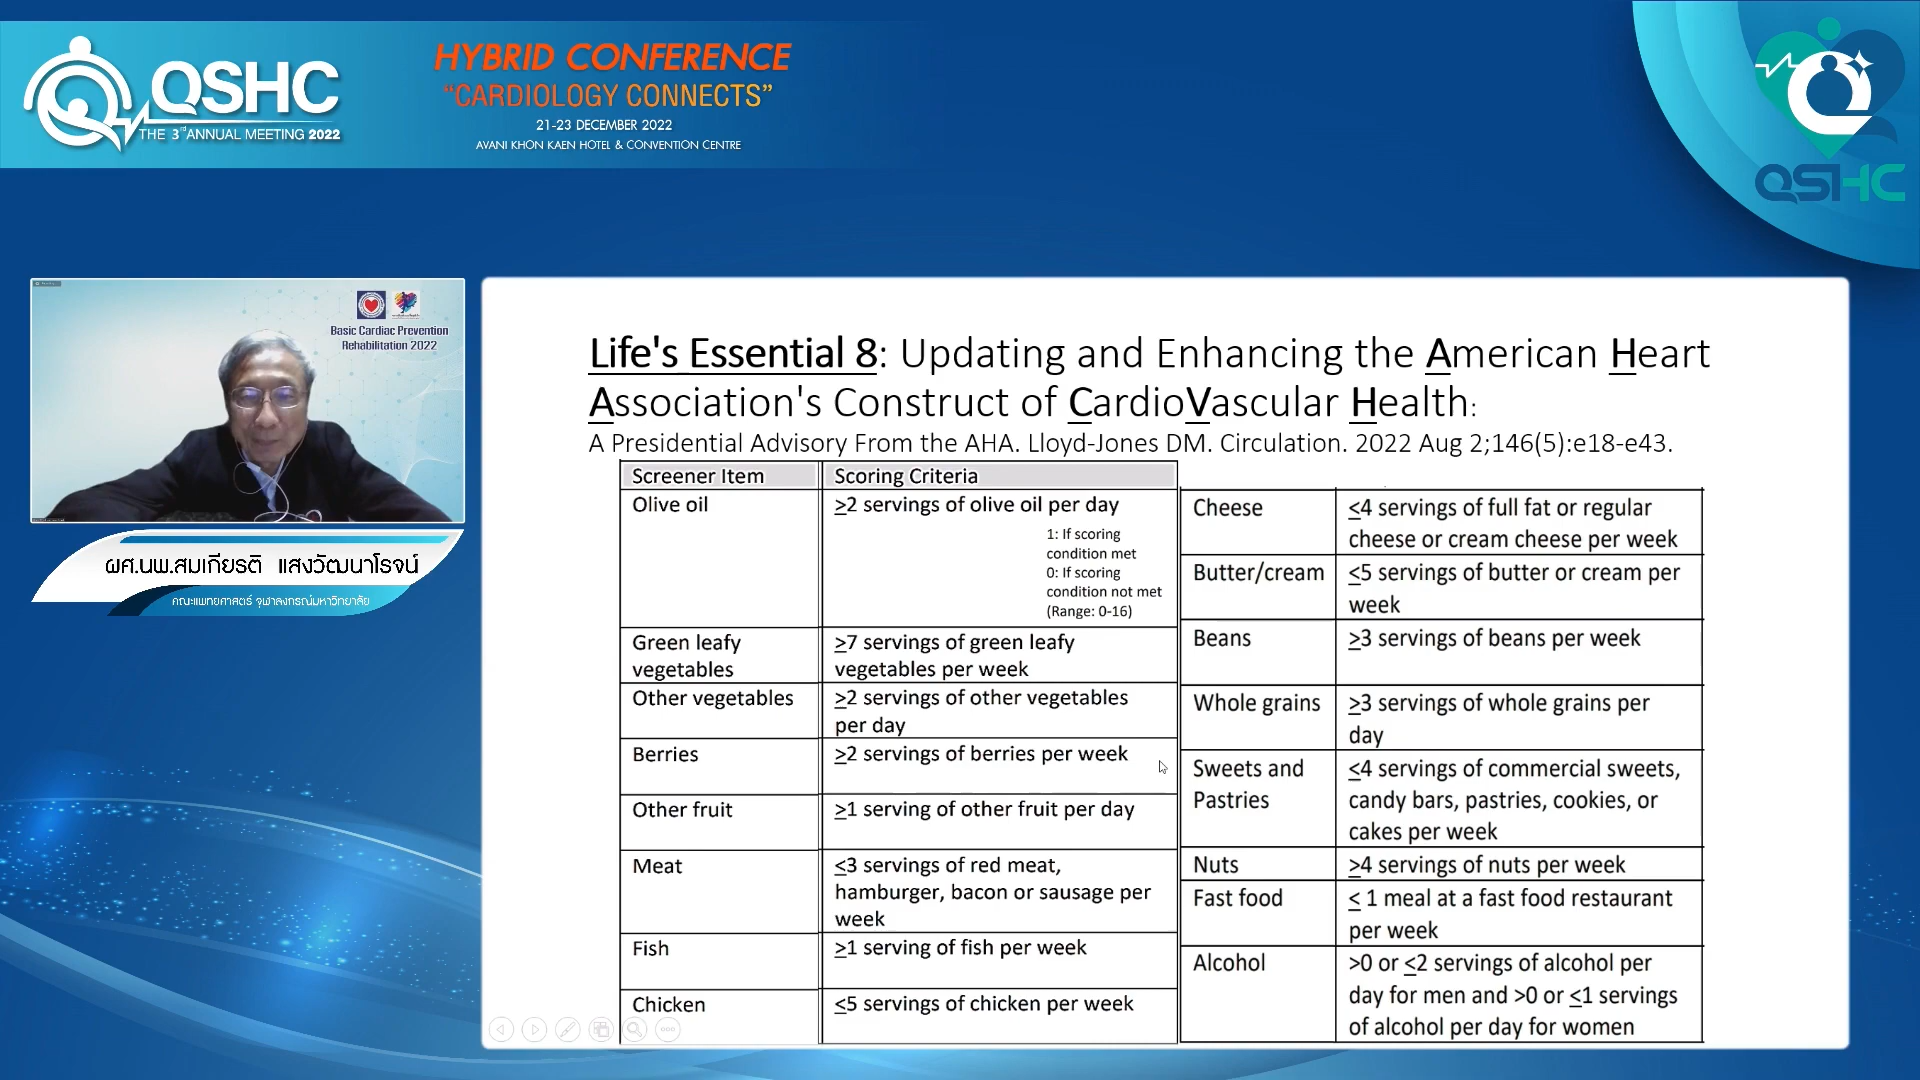 QSHC
THE 3rd ANNUAL MEETING 2022
HYBRID CONFERENCE
“CARDIOLOGY CONNECTS”
21-23 DECEMBER 2022
AVANI KHON KAEN HOTEL & CONVENTION CENTRE
QSHC
Basic Cardiac Prevention
Rehabilitation 2022
ผศ.นพ.สมเกียรติ แสงวัฒนาโรจน์
คณะแพทยศาสตร์ จุฬาลงกรณ์มหาวิทยาลัย
Life's Essential 8: Updating and Enhancing the American Heart
Association's Construct of CardioVascular Health:
A Presidential Advisory From the AHA. Lloyd-Jones DM. Circulation. 2022 Aug 2;146(5):e18-e43.
Screener Item Scoring Criteria
Olive oil ≥2 servings of olive oil per day
1: If scoring
condition met
0: If scoring
condition not met
(Range: 0-16)
Green leafy ≥7 servings of green leafy
vegetables vegetables per week
Other vegetables ≥2 servings of other vegetables
per day
Berries ≥2 servings of berries per week
Other fruit ≥1 serving of other fruit per day
Meat ≤3 servings of red meat,
hamburger, bacon or sausage per
week
Fish ≥1 serving of fish per week
Chicken ≤5 servings of chicken per week
Cheese ≤4 servings of full fat or regular
cheese or cream cheese per week
Butter/cream ≤5 servings of butter or cream per
week
Beans ≥3 servings of beans per week
Whole grains ≥3 servings of whole grains per
day
Sweets and ≤4 servings of commercial sweets,
Pastries candy bars, pastries, cookies, or
cakes per week
Nuts ≥4 servings of nuts per week
Fast food ≤ 1 meal at a fast food restaurant
per week
Alcohol >0 or ≤2 servings of alcohol per
day for men and >0 or ≤1 servings
of alcohol per day for women